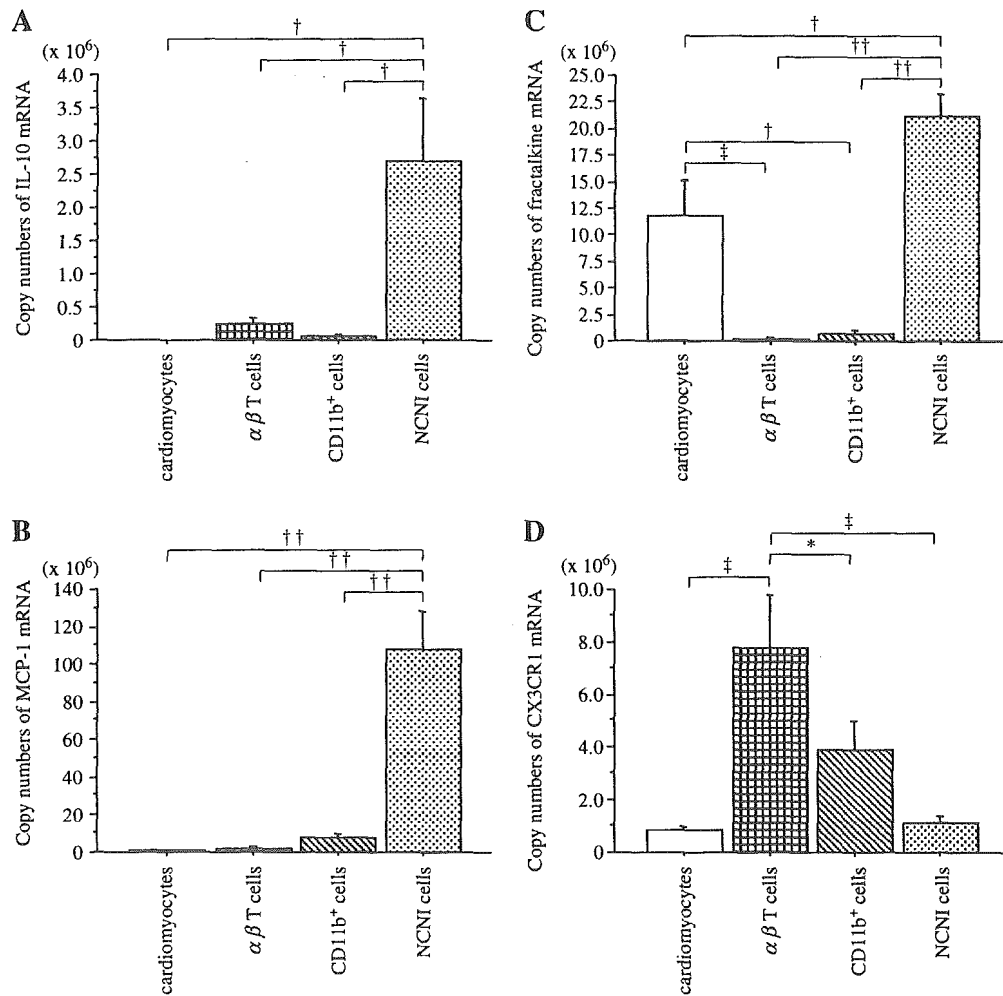 A
(x 10⁶)
†
†
†
Copy numbers of IL-10 mRNA
4.0
3.5
3.0
2.5
2.0
1.5
1.0
0.5
0
cardiomyocytes
α β T cells
CD11b⁺ cells
NCNI cells
C
(x 10⁶)
†
††
††
†
‡
Copy numbers of fractalkine mRNA
25.0
22.5
20.0
17.5
15.0
12.5
10.0
7.5
5.0
2.5
0
cardiomyocytes
α β T cells
CD11b⁺ cells
NCNI cells
B
(x 10⁶)
† †
† †
† †
Copy numbers of MCP-1 mRNA
140
120
100
80
60
40
20
0
cardiomyocytes
α β T cells
CD11b⁺ cells
NCNI cells
D
(x 10⁶)
‡
*
‡
Copy numbers of CX3CR1 mRNA
10.0
8.0
6.0
4.0
2.0
0
cardiomyocytes
α β T cells
CD11b⁺ cells
NCNI cells